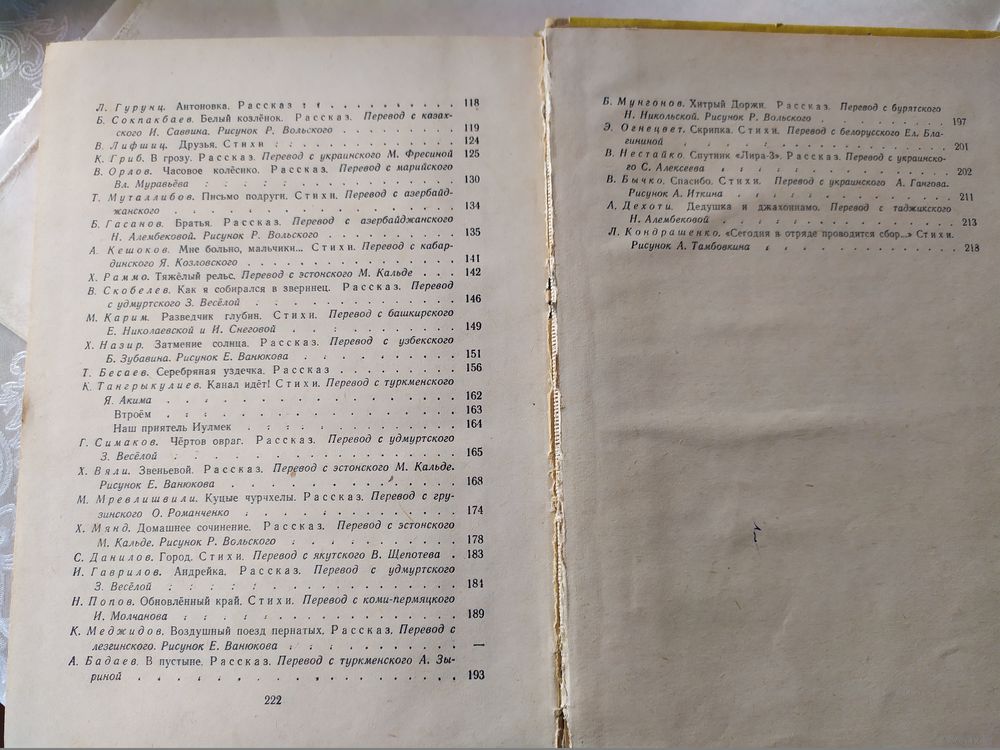 Л. Гурунц. Антоновка. Рассказ . . . . . . . . . 118
Б. Сокпакбаев. Белый козлёнок. Рассказ. Перевод с казах-
ского И. Саввина. Рисунок Р. Вольского . . . . . . . 119
В. Лифшиц. Друзья. Стихи . . . . . . . . . . 124
К. Гриб. В грозу. Рассказ. Перевод с украинского М. Фресиной 125
В. Орлов. Часовое колёсико. Рассказ. Перевод с марийского
Вл. Муравьёва . . . . . . . . . . . . 130
Т. Муталлибов. Письмо подруги. Стихи. Перевод с азербайд-
жанского . . . . . . . . . . . . . 134
Б. Гасанов. Братья. Рассказ. Перевод с азербайджанского
Н. Алембековой. Рисунок Р. Вольского . . . . . . . 135
А. Кешоков. Мне больно, мальчики... Стихи. Перевод с кабар-
динского Я. Козловского . . . . . . . . . . 141
Х. Раммо. Тяжёлый рельс. Перевод с эстонского М. Кальде . . . 142
В. Скобелев. Как я собирался в зверинец. Рассказ. Перевод
с удмуртского З. Весёлой . . . . . . . . . . 146
М. Карим. Разведчик глубин. Стихи. Перевод с башкирского
Е. Николаевской и И. Снеговой . . . . . . . . 149
Х. Назир. Затмение солнца. Рассказ. Перевод с узбекского
Б. Зубавина. Рисунок Е. Ванюкова . . . . . . . . 151
Т. Бесаев. Серебряная уздечка. Рассказ . . . . . . . 156
К. Тангрыкулиев. Канал идёт! Стихи. Перевод с туркменского
Я. Акима . . . . . . . . . . . . . 162
Втроём . . . . . . . . . . . . . 163
Наш приятель Иулмек . . . . . . . . . . 164
Г. Симаков. Чёртов овраг. Рассказ. Перевод с удмуртского
З. Весёлой . . . . . . . . . . . . . 165
Х. Вяли. Звеньевой. Рассказ. Перевод с эстонского М. Кальде.
Рисунок Е. Ванюкова . . . . . . . . . . . 168
М. Мревлишвили. Куцые чурчхелы. Рассказ. Перевод с гру-
зинского О. Романченко . . . . . . . . . . 174
Х. Мянд. Домашнее сочинение. Рассказ. Перевод с эстонского
М. Кальде. Рисунок Р. Вольского . . . . . . . . 178
С. Данилов. Город. Стихи. Перевод с якутского В. Щепотева . 183
И. Гаврилов. Андрейка. Рассказ. Перевод с удмуртского
З. Весёлой . . . . . . . . . . . . . 184
Н. Попов. Обновлённый край. Стихи. Перевод с коми-пермяцкого
И. Молчанова . . . . . . . . . . . . 189
К. Меджидов. Воздушный поезд пернатых. Рассказ. Перевод с
лезгинского. Рисунок Е. Ванюкова . . . . . . . . —
А. Бадаев. В пустыне. Рассказ. Перевод с туркменского А. Зы-
риной . . . . . . . . . . . . . . 193
222
Б. Мунгонов. Хитрый Доржи. Рассказ. Перевод с бурятского
Н. Никольской. Рисунок Р. Вольского . . . . . . . 197
Э. Огнецвет. Скрипка. Стихи. Перевод с белорусского Ел. Бла-
гининой . . . . . . . . . . . . . 201
В. Нестайко. Спутник «Лира-3». Рассказ. Перевод с украинско-
го С. Алексеева . . . . . . . . . . . . 202
В. Бычко. Спасибо. Стихи. Перевод с украинского А. Гангова.
Рисунок А. Иткина . . . . . . . . . . . 211
А. Дехоти. Дедушка и джахоннамо. Перевод с таджикского
Н. Алембековой . . . . . . . . . . . . 213
Л. Кондрашенко. «Сегодня в отряде проводится сбор...» Стихи.
Рисунок А. Тамбовкина . . . . . . . . . . 218